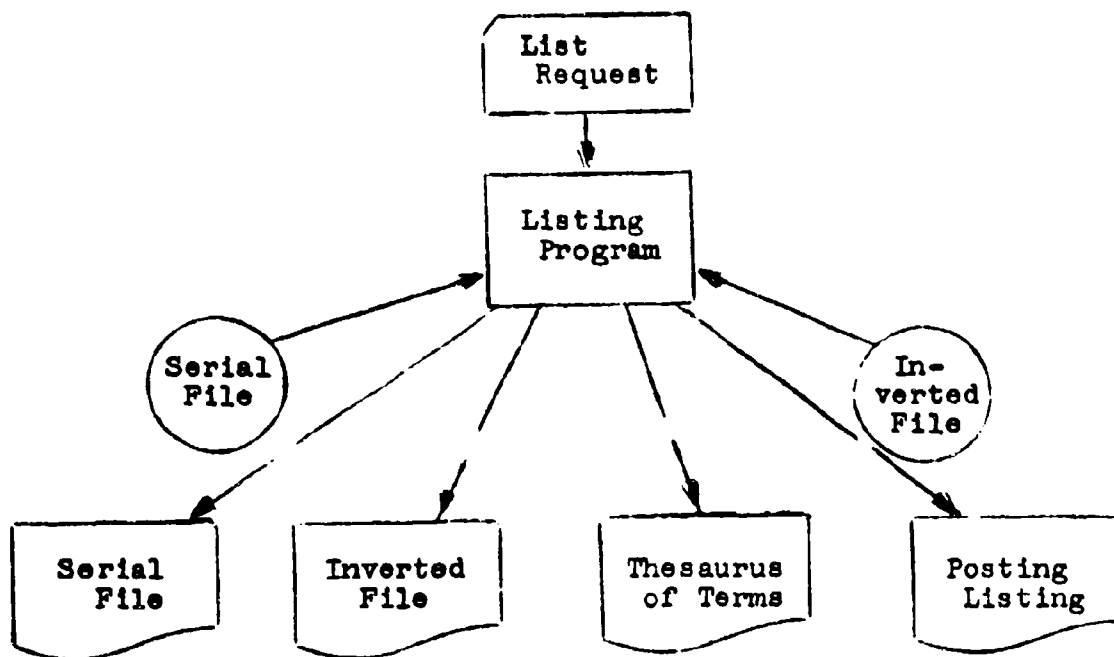 List
Request
Listing
Program
Serial
File
In-
verted
File
Serial
File
Inverted
File
Thesaurus
of Terms
Posting
Listing